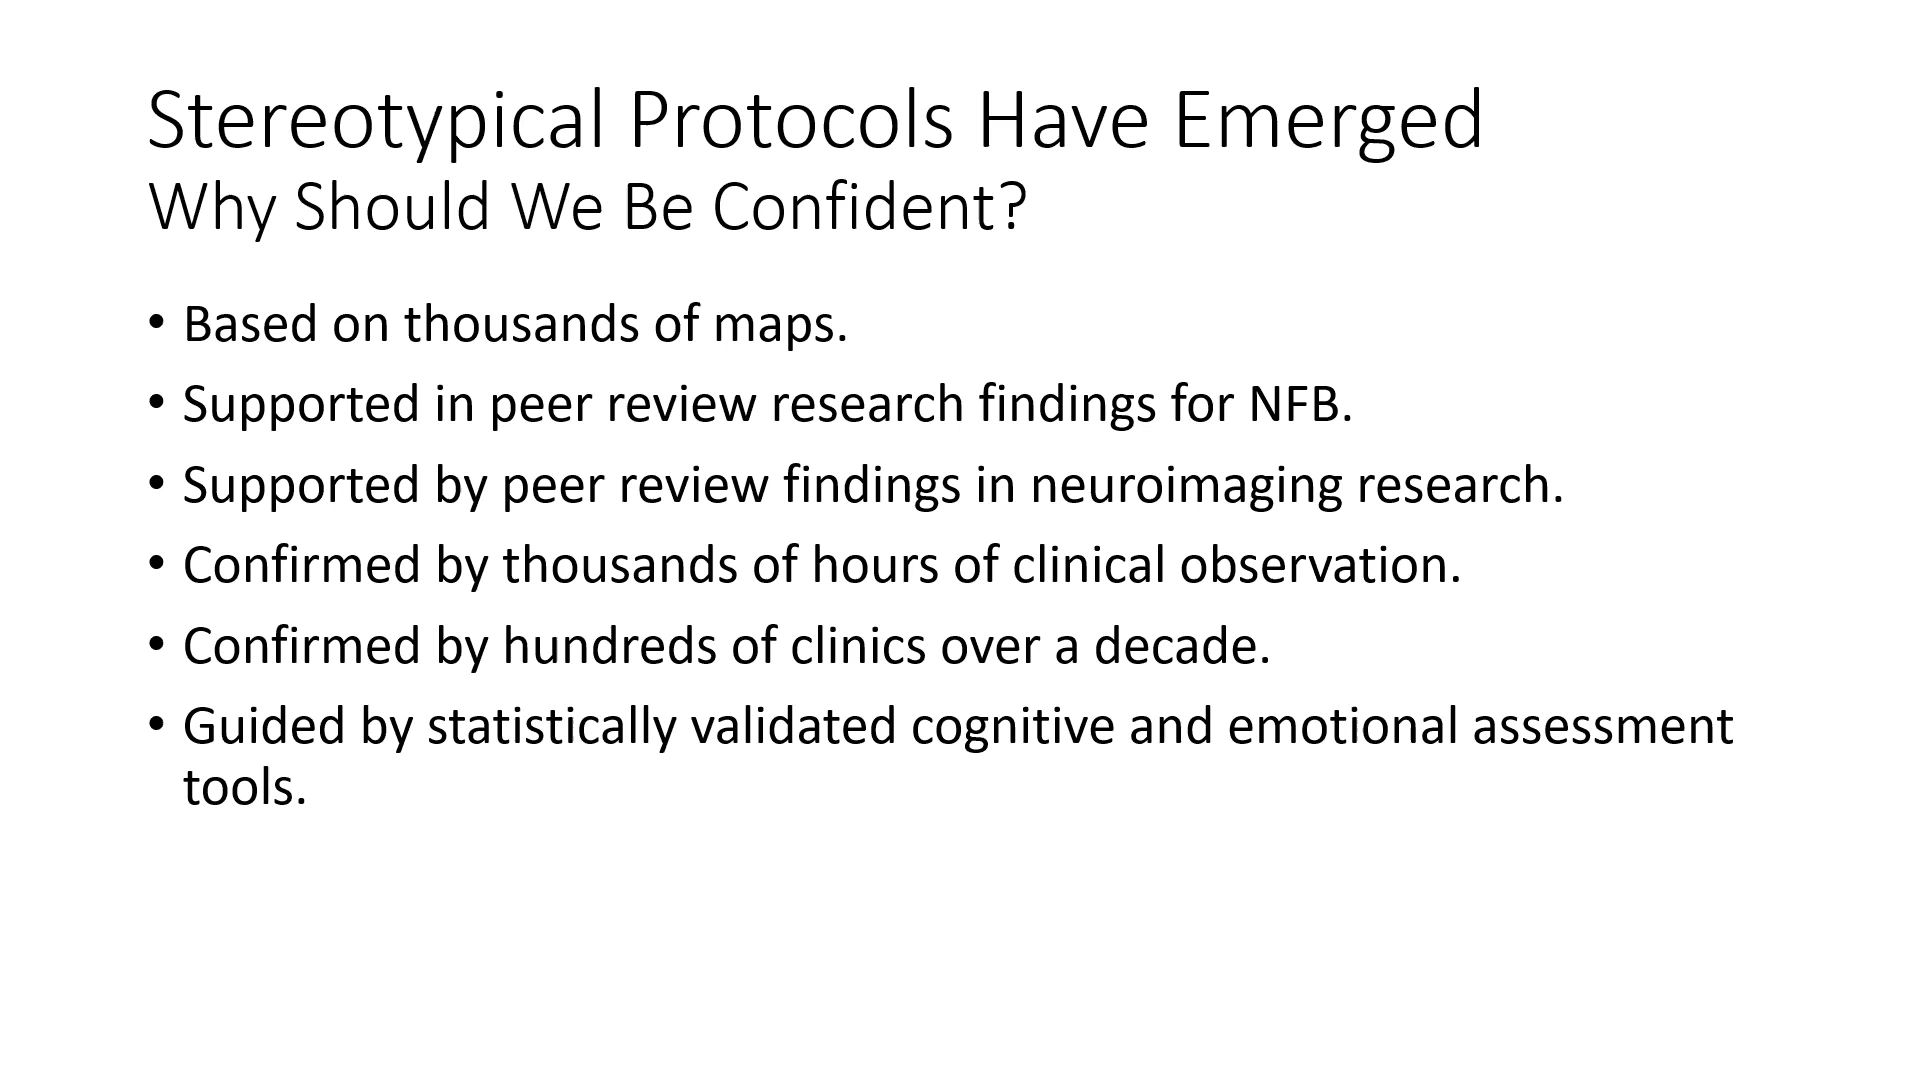 Stereotypical Protocols Have Emerged
Why Should We Be Confident?
• Based on thousands of maps.
• Supported in peer review research findings for NFB.
• Supported by peer review findings in neuroimaging research.
• Confirmed by thousands of hours of clinical observation.
• Confirmed by hundreds of clinics over a decade.
• Guided by statistically validated cognitive and emotional assessment
tools.